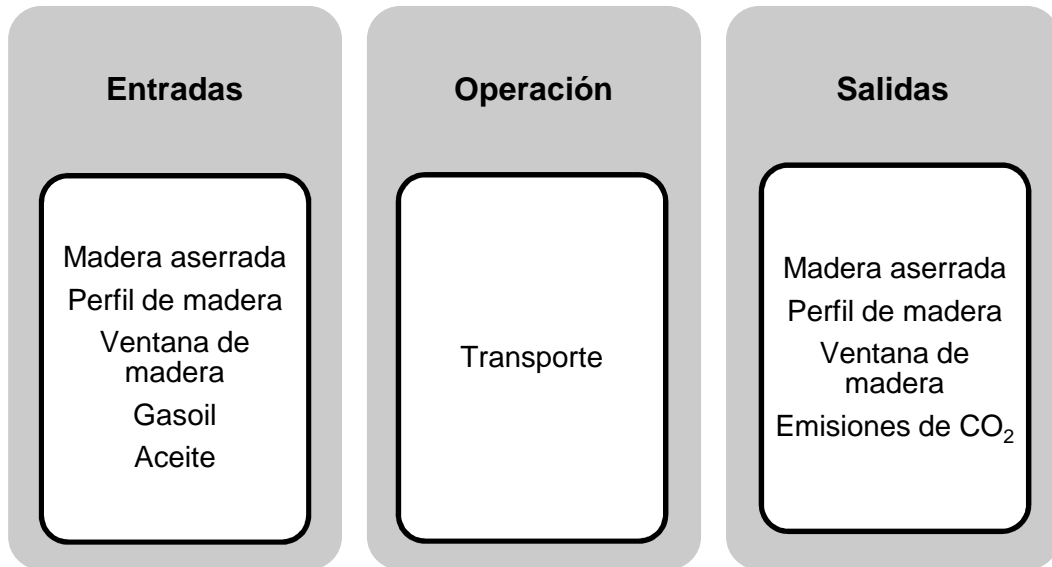 Entradas
Madera aserrada
Perfil de madera
Ventana de
madera
Gasoil
Aceite
Operación
Transporte
Salidas
Madera aserrada
Perfil de madera
Ventana de
madera
Emisiones de CO₂